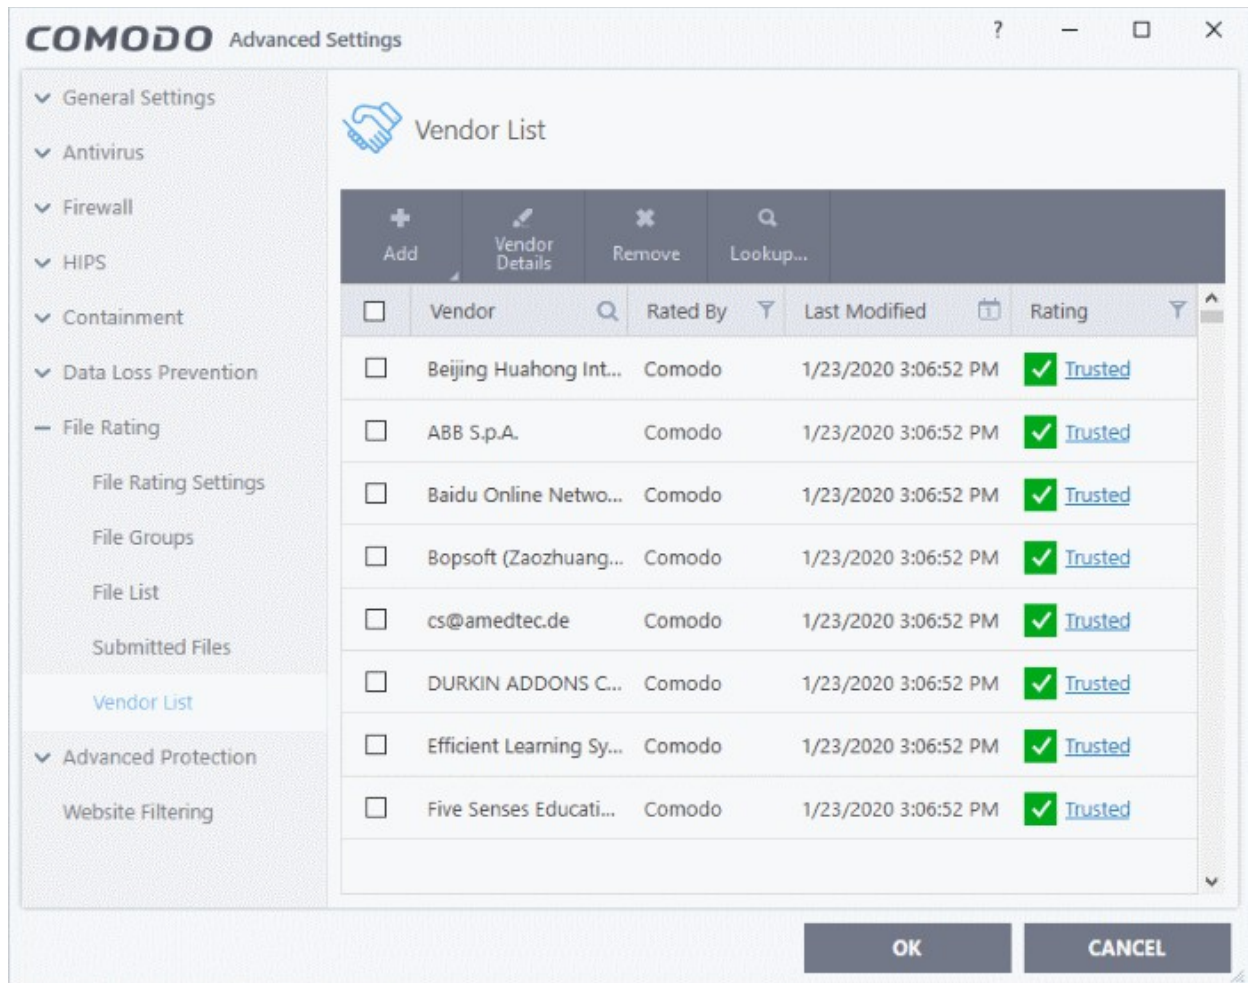 COMODO Advanced Settings ?
General Settings
Antivirus
Firewall
HIPS
Containment
Data Loss Prevention
File Rating
File Rating Settings
File Groups
File List
Submitted Files
Vendor List
Advanced Protection
Website Filtering
Vendor List
Add
Vendor
Details
Remove
Lookup...
Vendor Rated By Last Modified 1 Rating
Beijing Huahong Int... Comodo 1/23/2020 3:06:52 PM Trusted
ABB S.p.A. Comodo 1/23/2020 3:06:52 PM Trusted
Baidu Online Netwo... Comodo 1/23/2020 3:06:52 PM Trusted
Bopsoft (Zaozhuang... Comodo 1/23/2020 3:06:52 PM Trusted
cs@amedtec.de Comodo 1/23/2020 3:06:52 PM Trusted
DURKIN ADDONS C... Comodo 1/23/2020 3:06:52 PM Trusted
Efficient Learning Sy... Comodo 1/23/2020 3:06:52 PM Trusted
Five Senses Educati... Comodo 1/23/2020 3:06:52 PM Trusted
OK CANCEL